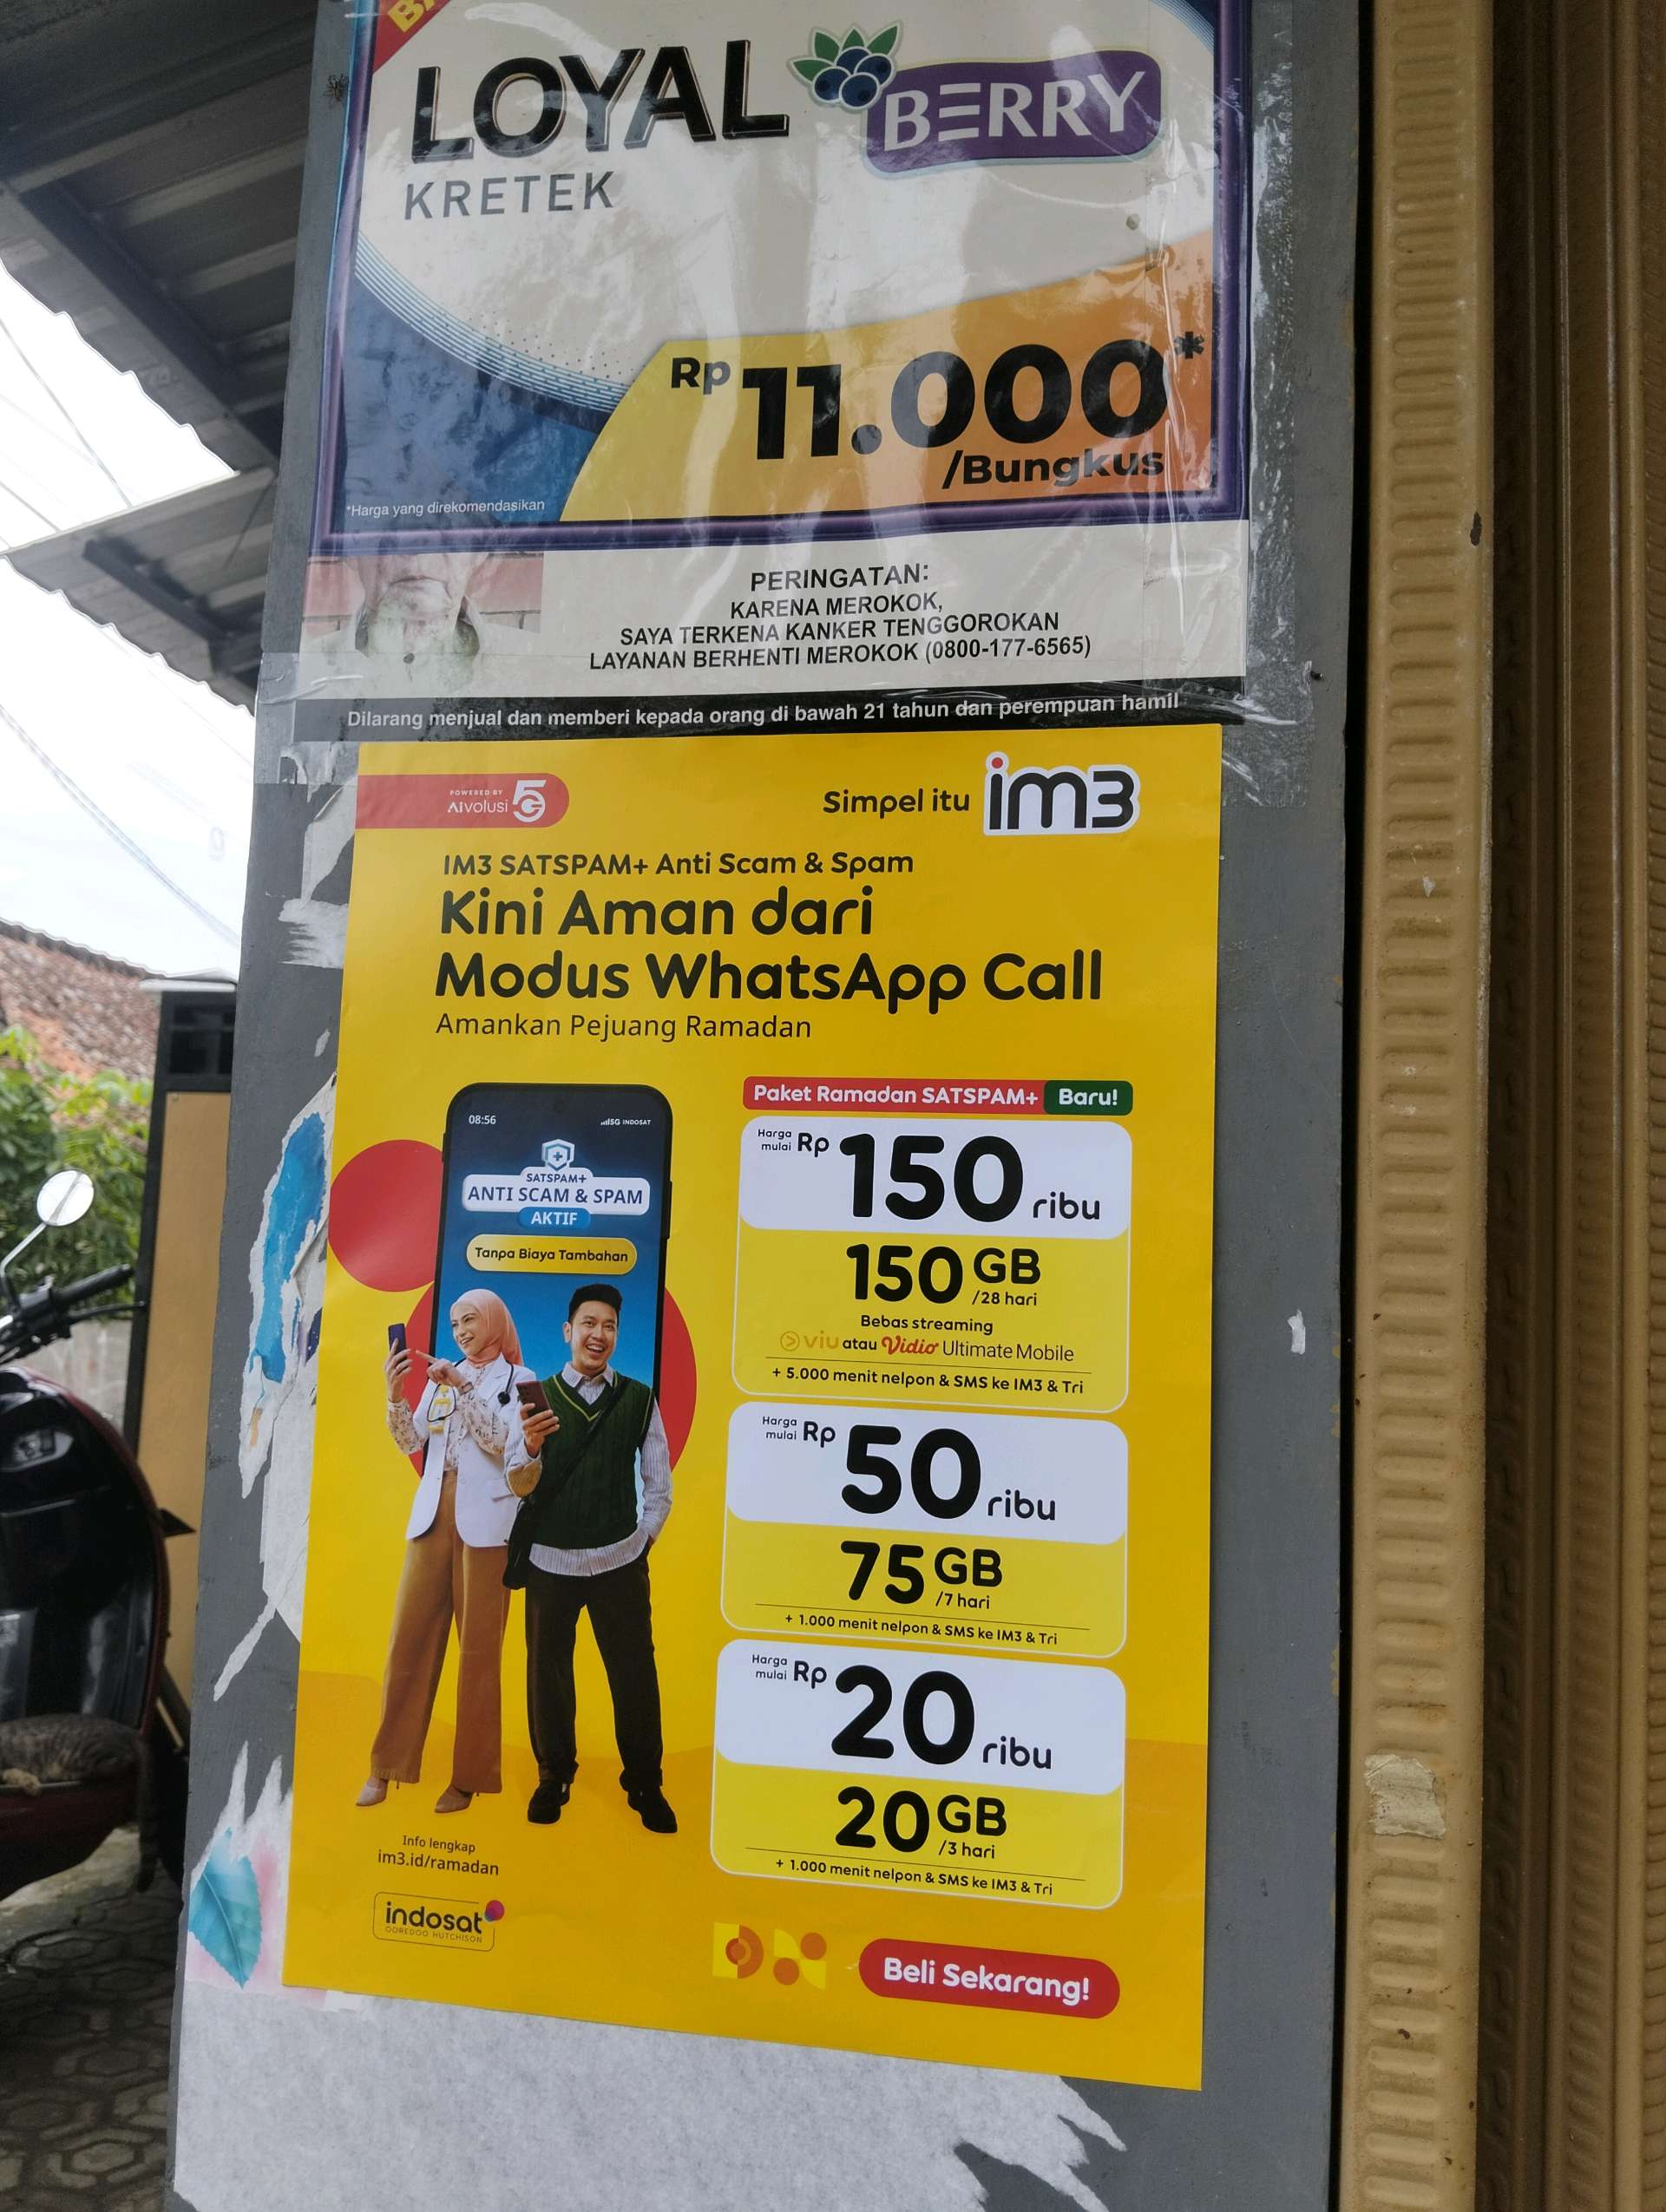 LOYAL BERRY
KRETEK
Rp 11.000*
/Bungkus
*Harga yang direkomendasikan
PERINGATAN:
KARENA MEROKOK,
SAYA TERKENA KANKER TENGGOROKAN
LAYANAN BERHENTI MEROKOK (0800-177-6565)
Dilarang menjual dan memberi kepada orang di bawah 21 tahun dan perempuan hamil
POWERED BY
AIvolusi 5G
Simpel itu im3
IM3 SATSPAM+ Anti Scam & Spam
Kini Aman dari
Modus WhatsApp Call
Amankan Pejuang Ramadan
08:56
5G INDOSAT
SATSPAM+
ANTI SCAM & SPAM
AKTIF
Tanpa Biaya Tambahan
Paket Ramadan SATSPAM+ Baru!
Harga mulai Rp 150 ribu
150 GB
/28 hari
Bebas streaming
viu atau Vidio Ultimate Mobile
+ 5.000 menit nelpon & SMS ke IM3 & Tri
Harga mulai Rp 50 ribu
75 GB
/7 hari
+ 1.000 menit nelpon & SMS ke IM3 & Tri
Harga mulai Rp 20 ribu
20 GB
/3 hari
+ 1.000 menit nelpon & SMS ke IM3 & Tri
Info lengkap
im3.id/ramadan
indosat
OOREDOO HUTCHISON
Beli Sekarang!